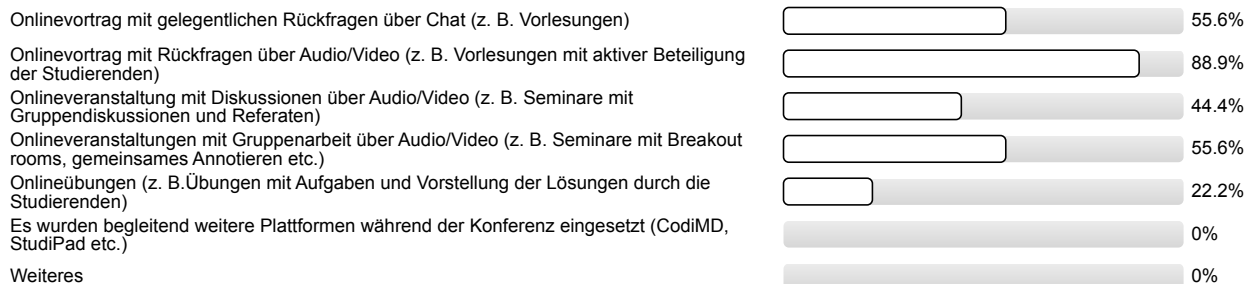 Onlinevortrag mit gelegentlichen Rückfragen über Chat (z. B. Vorlesungen) 55.6%
Onlinevortrag mit Rückfragen über Audio/Video (z. B. Vorlesungen mit aktiver Beteiligung
der Studierenden) 88.9%
Onlineveranstaltung mit Diskussionen über Audio/Video (z. B. Seminare mit
Gruppendiskussionen und Referaten) 44.4%
Onlineveranstaltungen mit Gruppenarbeit über Audio/Video (z. B. Seminare mit Breakout
rooms, gemeinsames Annotieren etc.) 55.6%
Onlineübungen (z. B.Übungen mit Aufgaben und Vorstellung der Lösungen durch die
Studierenden) 22.2%
Es wurden begleitend weitere Plattformen während der Konferenz eingesetzt (CodiMD,
StudiPad etc.) 0%
Weiteres 0%